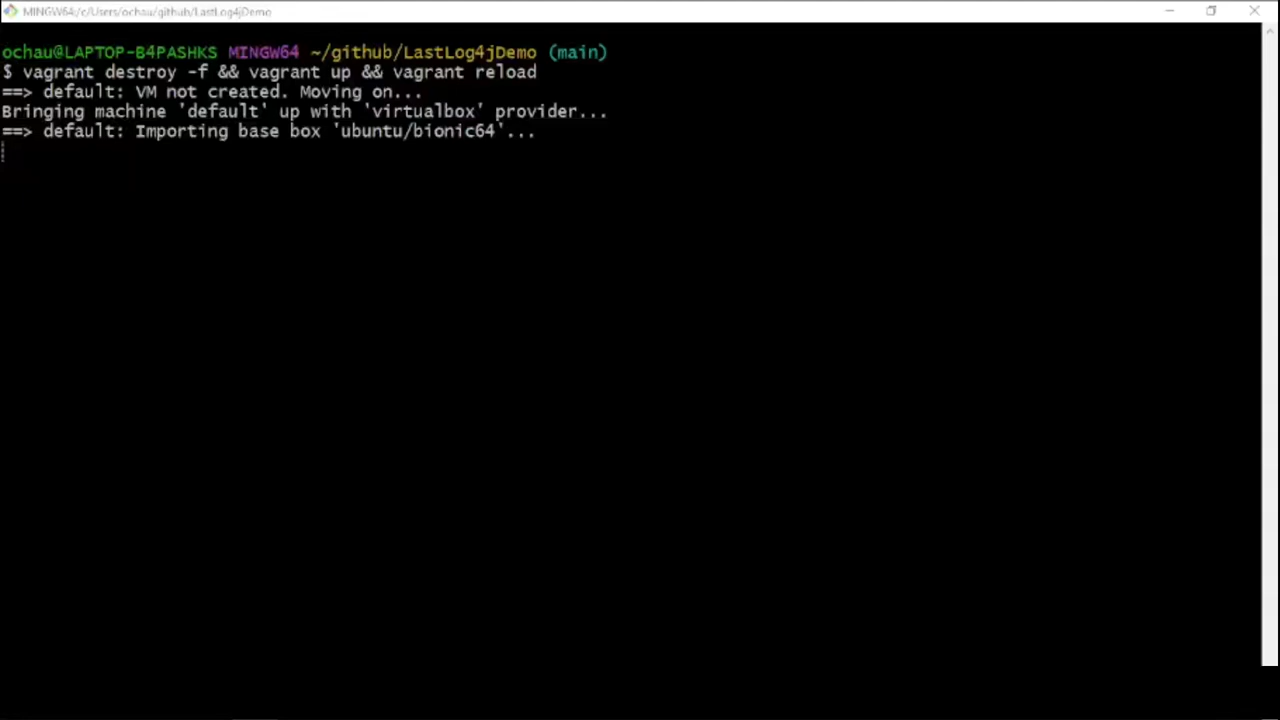 MINGW64:/c/Users/ochau/github/LastLog4jDemo
ochau@LAPTOP-B4PASHKS MINGW64 ~/github/LastLog4jDemo (main)
$ vagrant destroy -f && vagrant up && vagrant reload
==> default: VM not created. Moving on...
Bringing machine 'default' up with 'virtualbox' provider...
==> default: Importing base box 'ubuntu/bionic64'...